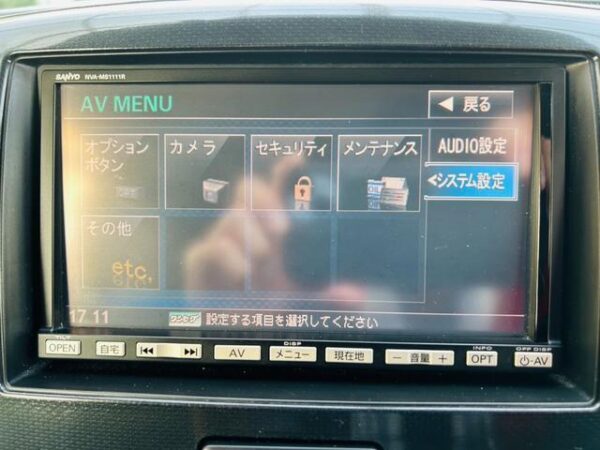 SANYO NVA-MS1111R
AV MENU
◀ 戻る
オプション
ボタン
カメラ
セキュリティ
メンテナンス
AUDIO設定
<システム設定
その他
etc.
17 11
設定する項目を選択してください
TILT
DISP
INFO
OFF DISP
OPEN
自宅
AV
メニュー
現在地
− 音量 +
OPT
-AV